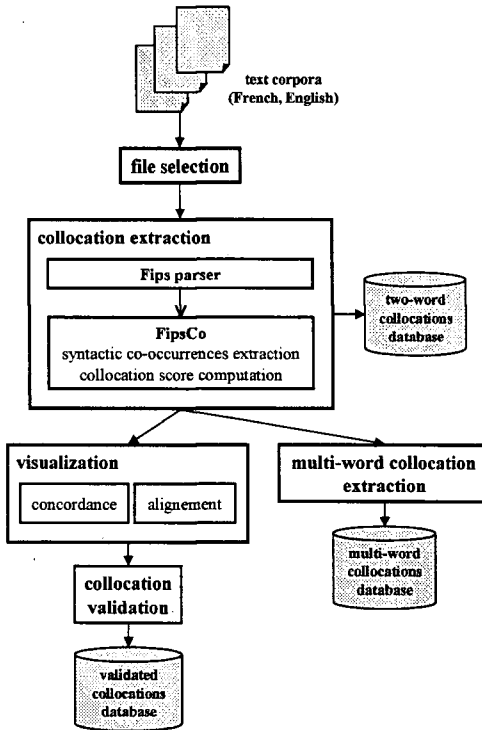 text corpora
(French, English)
file selection
collocation extraction
Fips parser
FipsCo
syntactic co-occurrences extraction
collocation score computation
two-word
collocations
database
visualization
concordance
alignement
multi-word collocation
extraction
multi-word
collocations
database
collocation
validation
validated
collocations
database